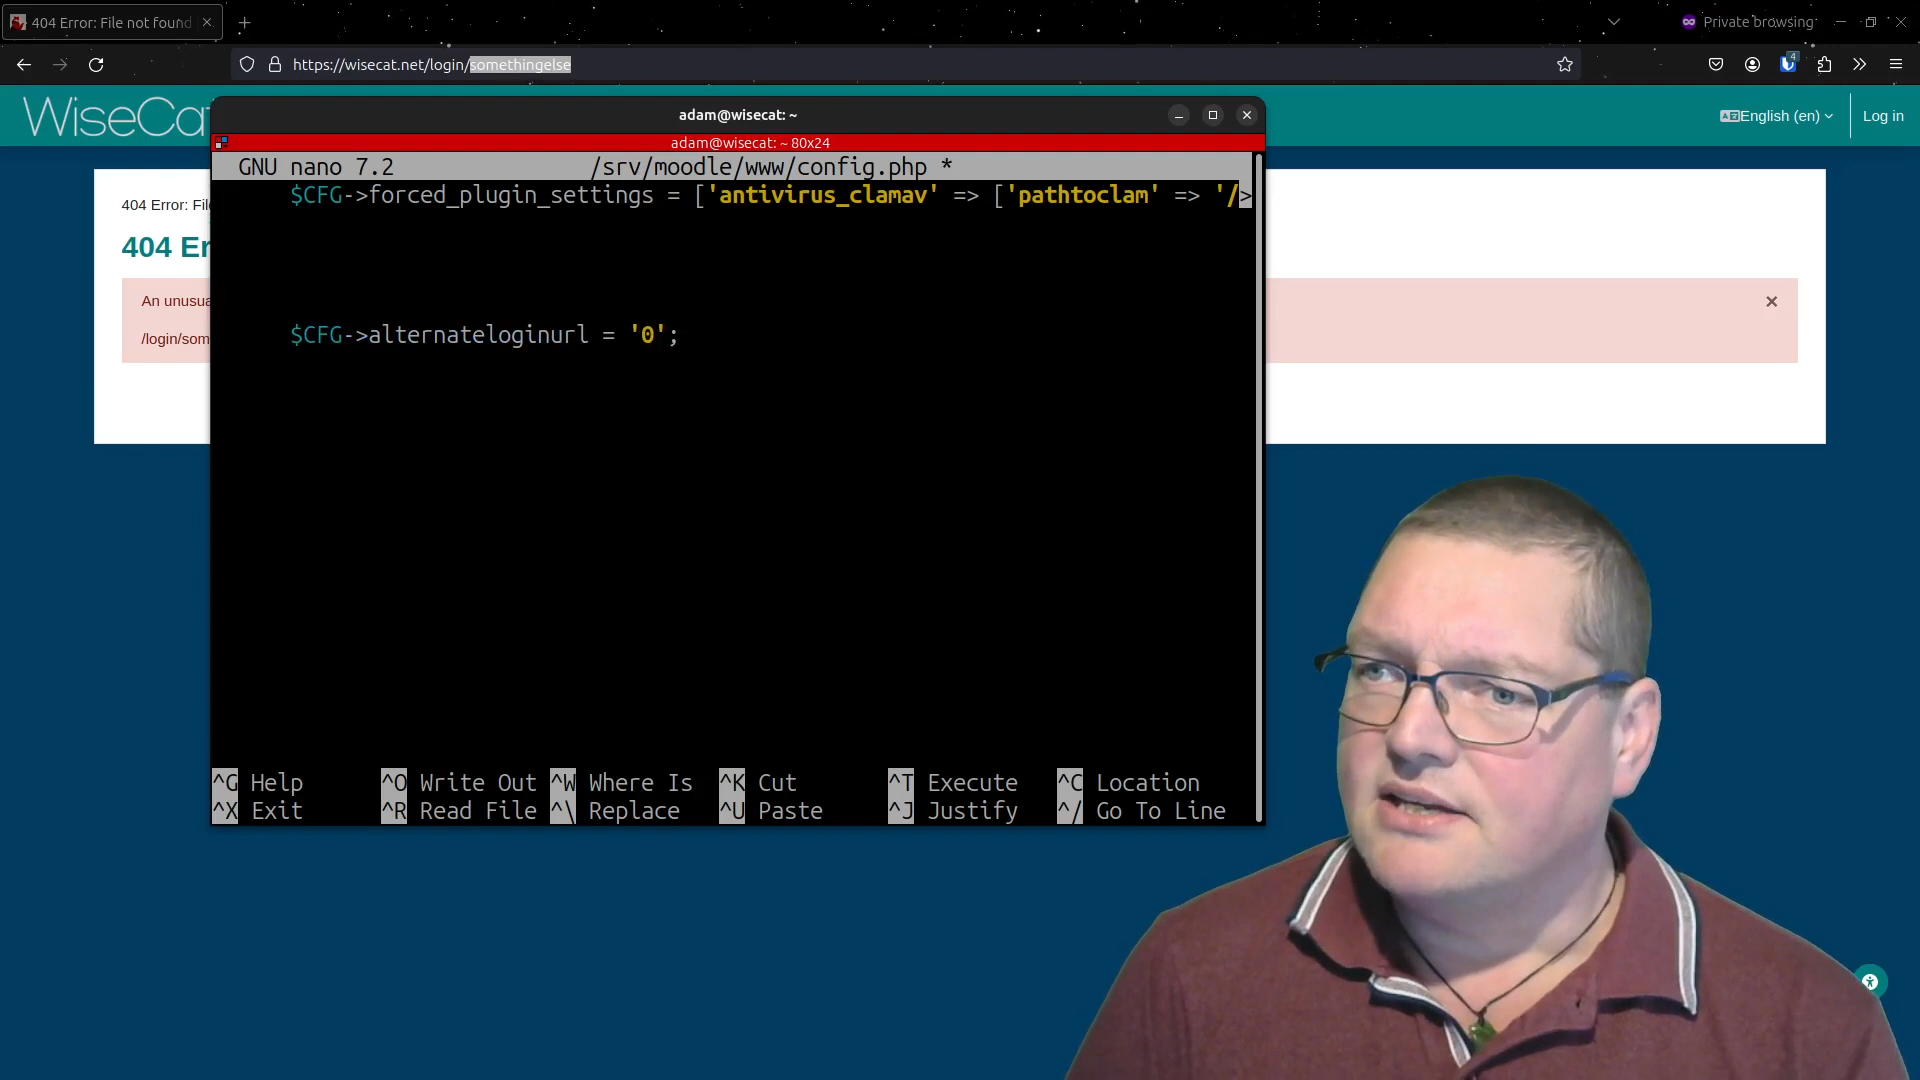 404 Error: File not found
Private browsing
https://wisecat.net/login/somethingelse
4
WiseCa
English (en)
Log in
adam@wisecat: ~
adam@wisecat: ~ 80x24
GNU nano 7.2 /srv/moodle/www/config.php *
404 Error: Fil
$CFG->forced_plugin_settings = ['antivirus_clamav' => ['pathtoclam' => '/>
404 Er
An unusua
/login/som
$CFG->alternateloginurl = '0';
^G Help ^O Write Out ^W Where Is ^K Cut ^T Execute ^C Location
^X Exit ^R Read File ^\ Replace ^U Paste ^J Justify ^/ Go To Line